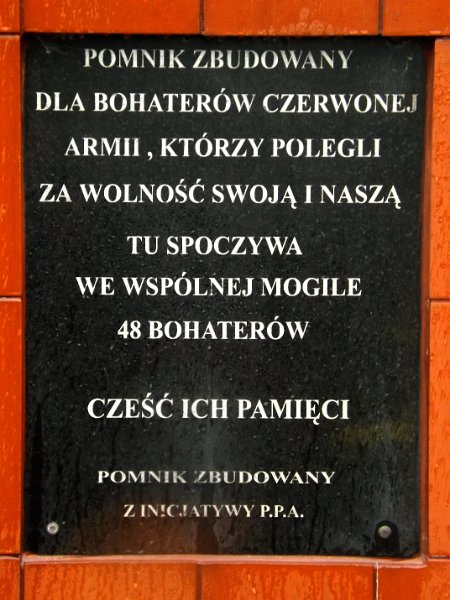 POMNIK ZBUDOWANY
DLA BOHATERÓW CZERWONEJ
ARMII , KTÓRZY POLEGLI
ZA WOLNOŚĆ SWOJĄ I NASZĄ
TU SPOCZYWA
WE WSPÓLNEJ MOGILE
48 BOHATERÓW
CZEŚĆ ICH PAMIĘCI
POMNIK ZBUDOWANY
Z INICJATYWY P.P.A.